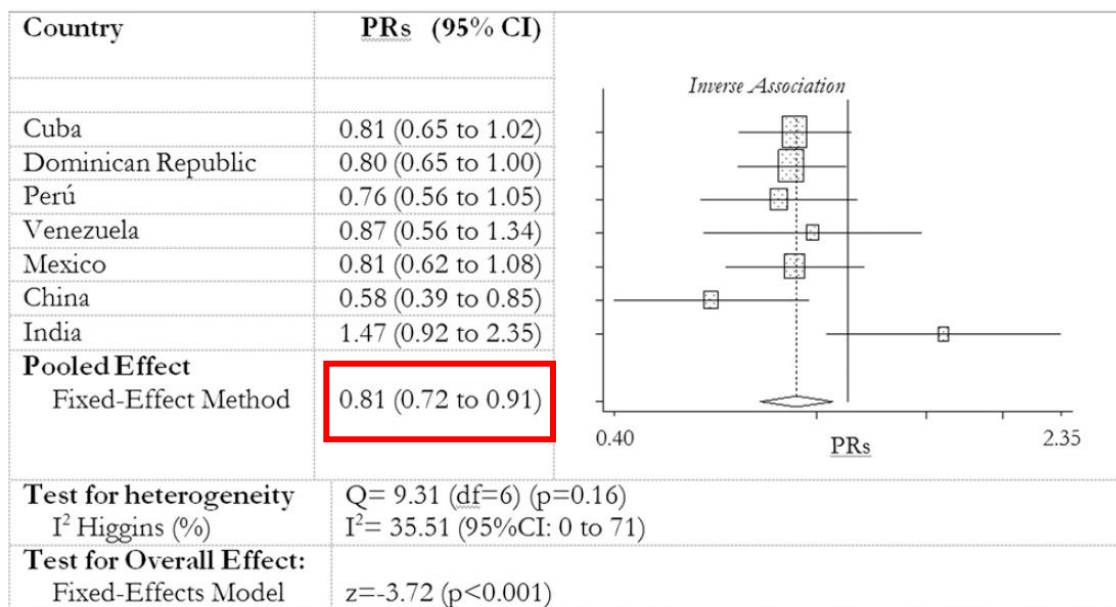 Country PRs (95% CI)
Inverse Association
Cuba 0.81 (0.65 to 1.02)
Dominican Republic 0.80 (0.65 to 1.00)
Perú 0.76 (0.56 to 1.05)
Venezuela 0.87 (0.56 to 1.34)
Mexico 0.81 (0.62 to 1.08)
China 0.58 (0.39 to 0.85)
India 1.47 (0.92 to 2.35)
Pooled Effect
Fixed-Effect Method 0.81 (0.72 to 0.91)
0.40 PRs 2.35
Test for heterogeneity Q= 9.31 (df=6) (p=0.16)
I² Higgins (%) I²= 35.51 (95%CI: 0 to 71)
Test for Overall Effect:
Fixed-Effects Model z=-3.72 (p<0.001)